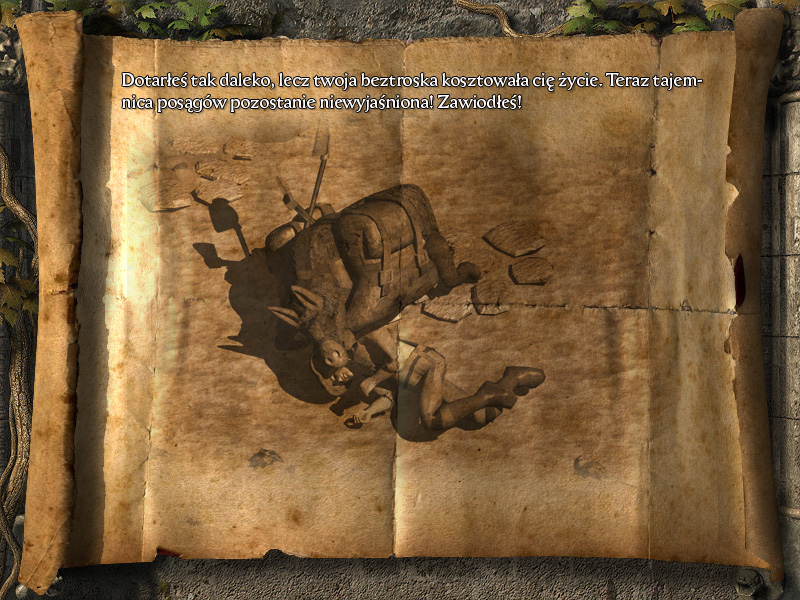 Dotarłeś tak daleko, lecz twoja beztroska kosztowała cię życie. Teraz tajem-
nica posągów pozostanie niewyjaśniona! Zawiodłeś!